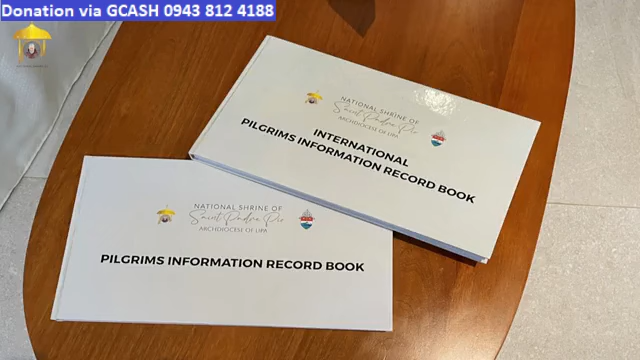 Donation via GCASH 0943 812 4188
NATIONAL SHRINE OF
Saint Padre Pio
ARCHDIOCESE OF LIPA
INTERNATIONAL
PILGRIMS INFORMATION RECORD BOOK
NATIONAL SHRINE OF
Saint Padre Pio
ARCHDIOCESE OF LIPA
PILGRIMS INFORMATION RECORD BOOK